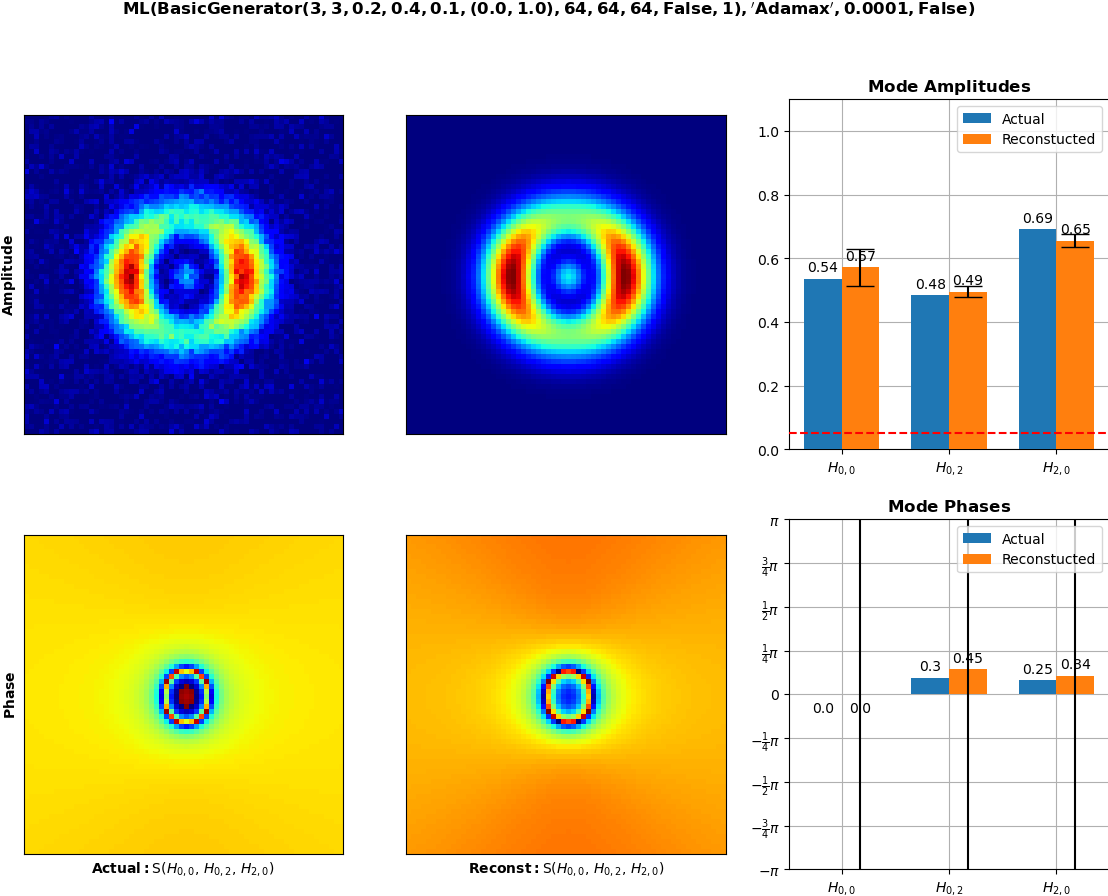 ML(BasicGenerator(3, 3, 0.2, 0.4, 0.1, (0.0, 1.0), 64, 64, 64, False, 1), ′Adamax′, 0.0001, False)
Amplitude
Mode Amplitudes
1.0
0.8
0.6
0.4
0.2
0.0
Actual
Reconstucted
0.54
0.57
0.48
0.49
0.69
0.65
H₀,₀
H₀,₂
H₂,₀
Phase
Actual: S(H₀,₀, H₀,₂, H₂,₀)
Reconst: S(H₀,₀, H₀,₂, H₂,₀)
Mode Phases
π
¾π
½π
¼π
0
−¼π
−½π
−¾π
−π
Actual
Reconstucted
0.0
0.0
0.3
0.45
0.25
0.34
H₀,₀
H₀,₂
H₂,₀